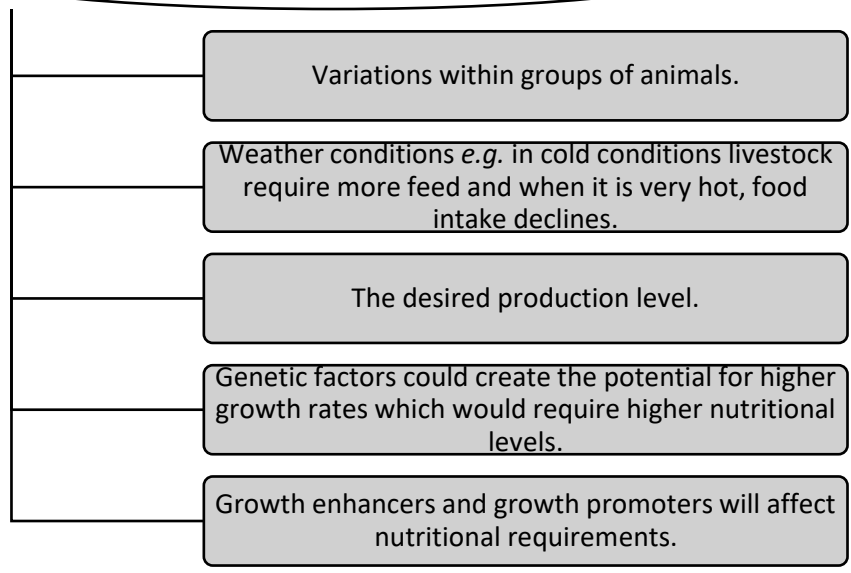 Variations within groups of animals.
Weather conditions e.g. in cold conditions livestock
require more feed and when it is very hot, food
intake declines.
The desired production level.
Genetic factors could create the potential for higher
growth rates which would require higher nutritional
levels.
Growth enhancers and growth promoters will affect
nutritional requirements.